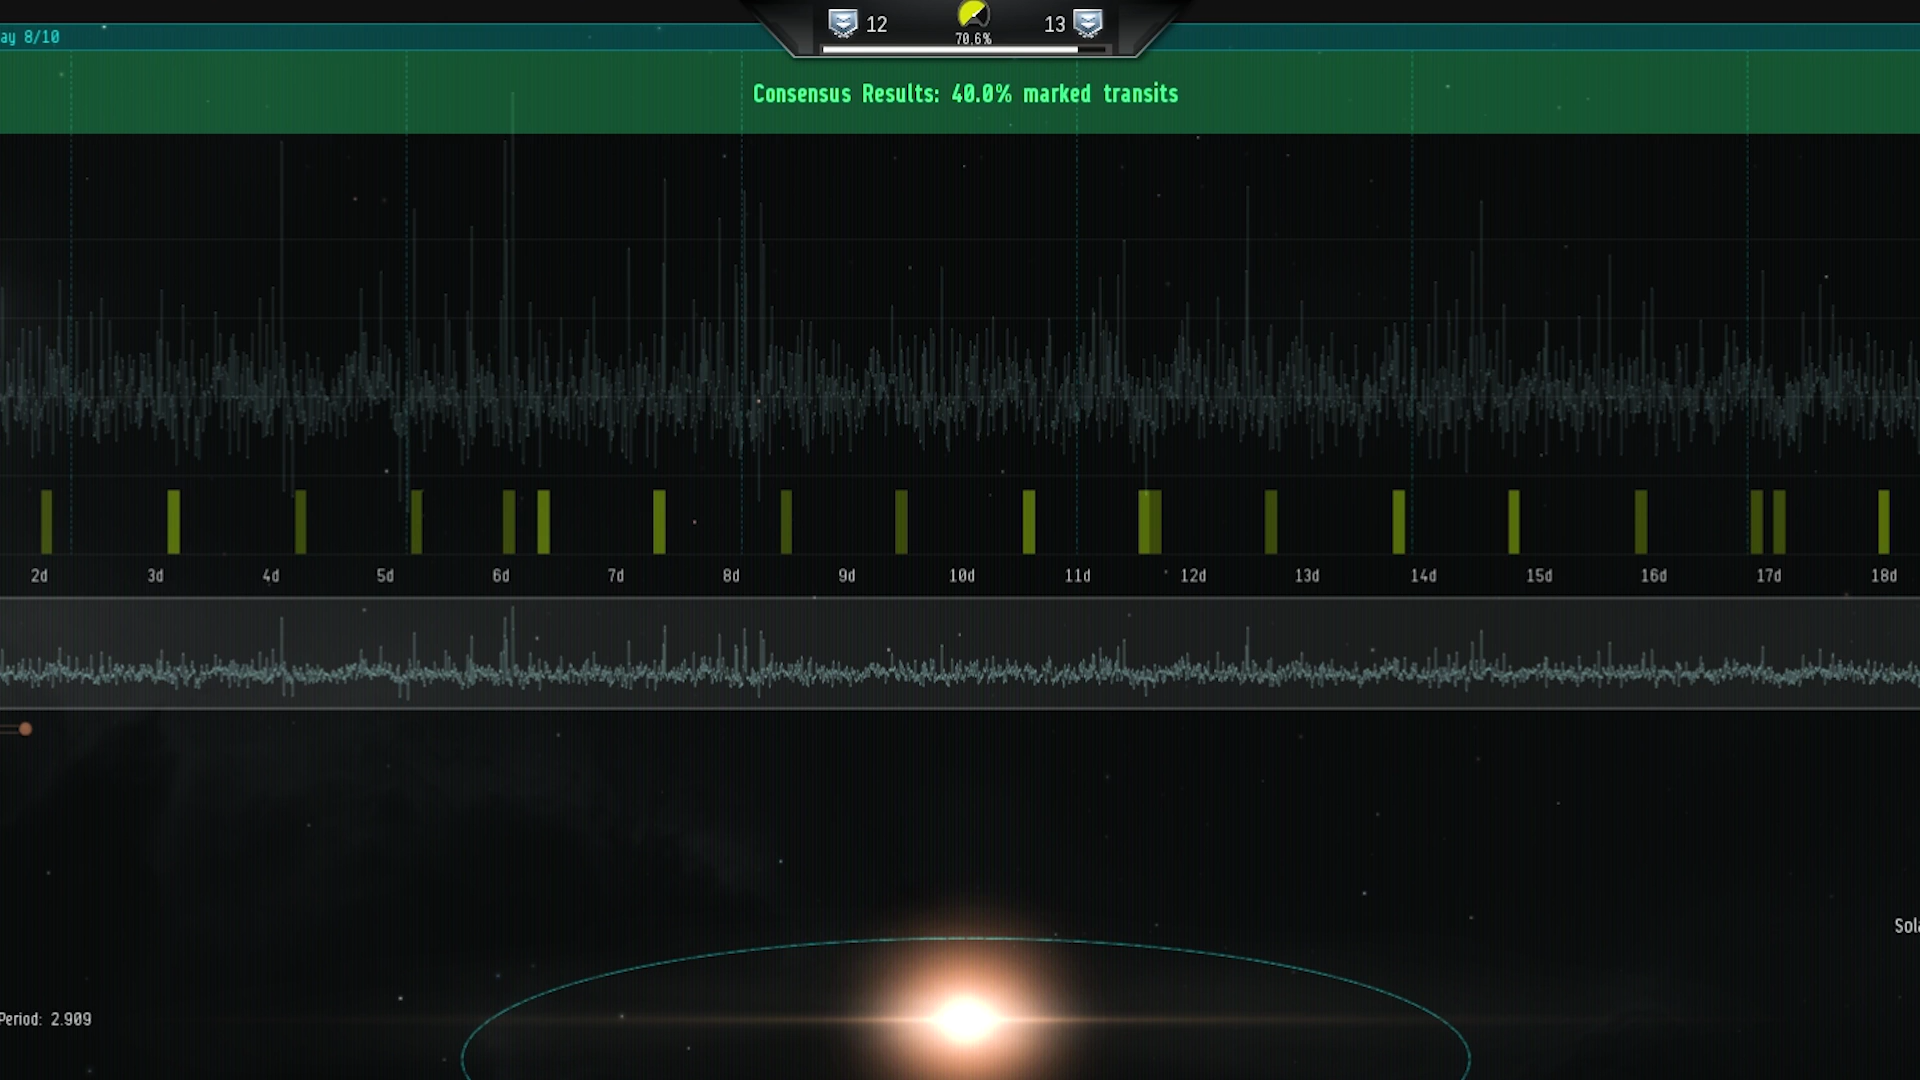 12
13
70.6%
ay 8/10
Consensus Results: 40.0% marked transits
2d 3d 4d 5d 6d 7d 8d 9d 10d 11d 12d 13d 14d 15d 16d 17d 18d
Sola
Period: 2.909